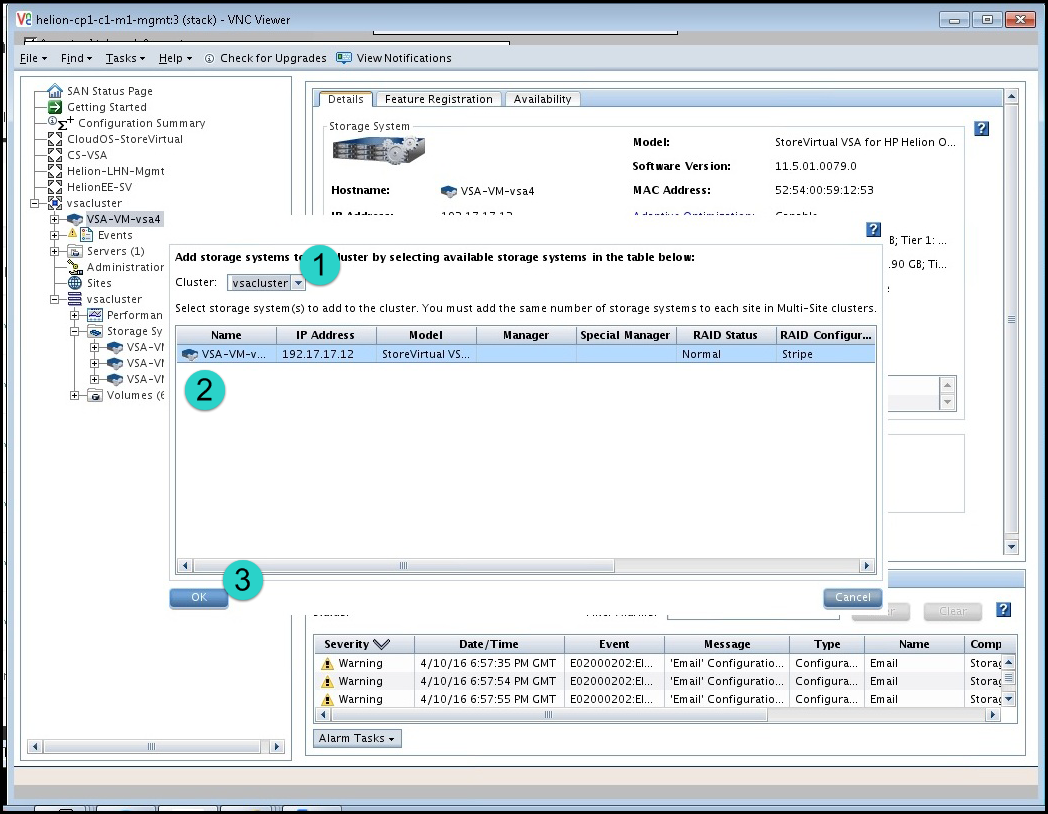 helion-cp1-c1-m1-mgmt:3 (stack) - VNC Viewer
File Find Tasks Help Check for Upgrades View Notifications
SAN Status Page
Getting Started
Configuration Summary
CloudOS-StoreVirtual
CS-VSA
Helion-LHN-Mgmt
HelionEE-SV
vsacluster
VSA-VM-vsa4
Events
Servers (1)
Administration
Sites
vsacluster
Performan
Storage Sy
VSA-VM
VSA-VM
VSA-VM
Volumes (6
Details Feature Registration Availability
Storage System
Model: StoreVirtual VSA for HP Helion O...
Software Version: 11.5.01.0079.0
Hostname: VSA-VM-vsa4 MAC Address: 52:54:00:59:12:53
IP Address: 192.17.17.12 Adaptive Optimization: Capable
B; Tier 1: ...
.90 GB; Ti...
Add storage systems to cluster by selecting available storage systems in the table below:
1
Cluster: vsacluster
Select storage system(s) to add to the cluster. You must add the same number of storage systems to each site in Multi-Site clusters.
Name IP Address Model Manager Special Manager RAID Status RAID Configur...
VSA-VM-v... 192.17.17.12 StoreVirtual VS... Normal Stripe
2
3
OK Cancel
Clear
Severity Date/Time Event Message Type Name Comp
Warning 4/10/16 6:57:35 PM GMT E02000202:EI... 'Email' Configuratio... Configura... Email Storag
Warning 4/10/16 6:57:54 PM GMT E02000202:EI... 'Email' Configuratio... Configura... Email Storag
Warning 4/10/16 6:57:55 PM GMT E02000202:EI... 'Email' Configuratio... Configura... Email Storag
Alarm Tasks